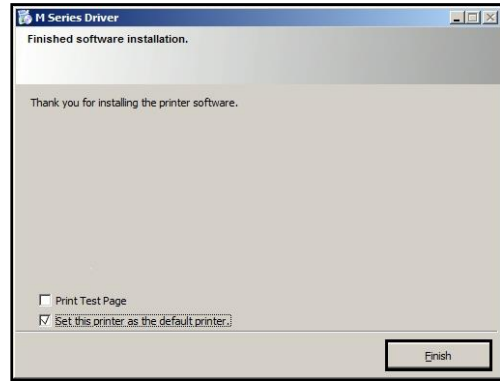 M Series Driver
Finished software installation.
Thank you for installing the printer software.
Print Test Page
Set this printer as the default printer.
Finish